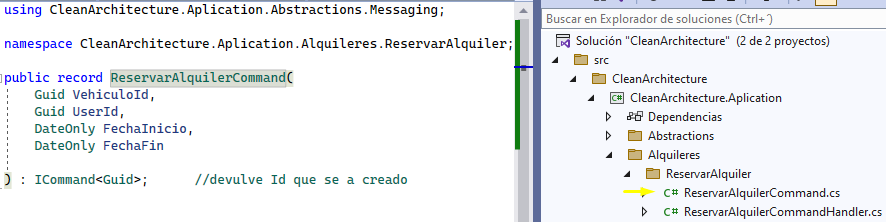 using CleanArchitecture.Aplication.Abstractions.Messaging;
namespace CleanArchitecture.Aplication.Alquileres.ReservarAlquiler;
public record ReservarAlquilerCommand(
Guid VehiculoId,
Guid UserId,
DateOnly FechaInicio,
DateOnly FechaFin
) : ICommand<Guid>; //devulve Id que se a creado
Buscar en Explorador de soluciones (Ctrl+´)
Solución "CleanArchitecture" (2 de 2 proyectos)
src
CleanArchitecture
C# CleanArchitecture.Aplication
Dependencias
Abstractions
Alquileres
ReservarAlquiler
C# ReservarAlquilerCommand.cs
C# ReservarAlquilerCommandHandler.cs